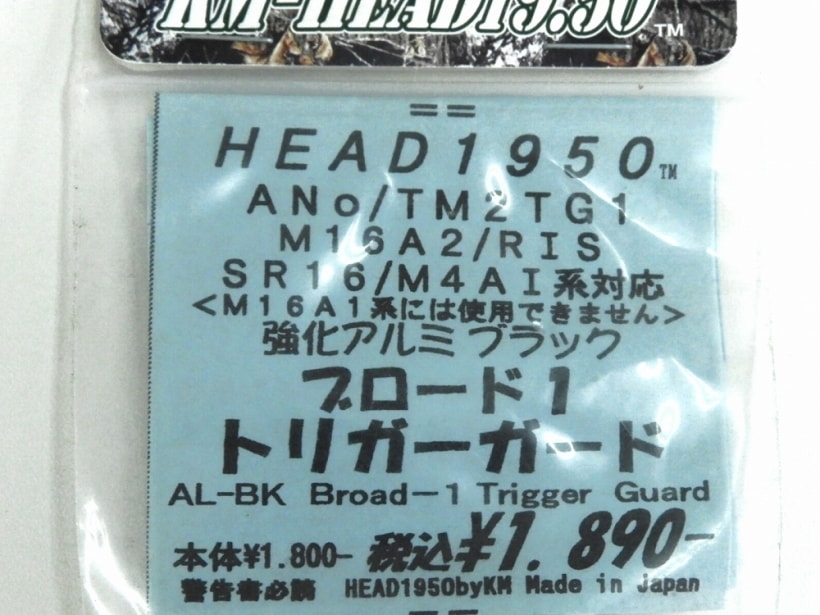 KM-HEAD1950™
==
HEAD1950™
ANo/TM2TG1
M16A2/RIS
SR16/M4AI系対応
<M16A1系には使用できません>
強化アルミブラック
ブロード1
トリガーガード
AL-BK Broad-1 Trigger Guard
本体¥1.800- 税込¥1.890-
警告書必読 HEAD1950byKM Made in Japan
==